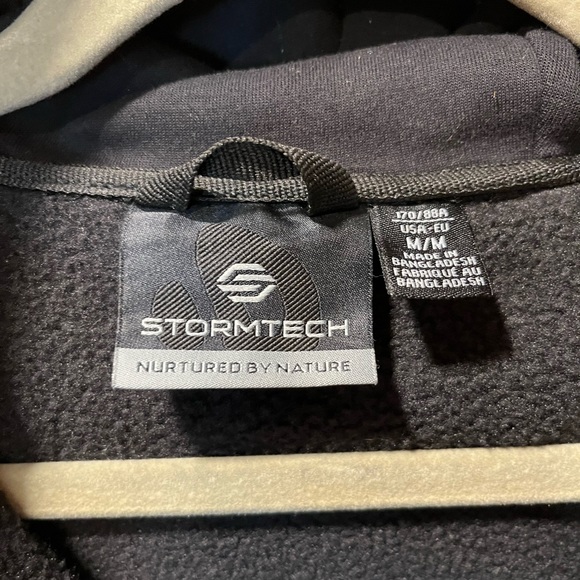 STORMTECH
NURTURED BY NATURE
170/88A
USA-EU
M/M
MADE IN
BANGLADESH
FABRIQUÉ AU
BANGLADESH